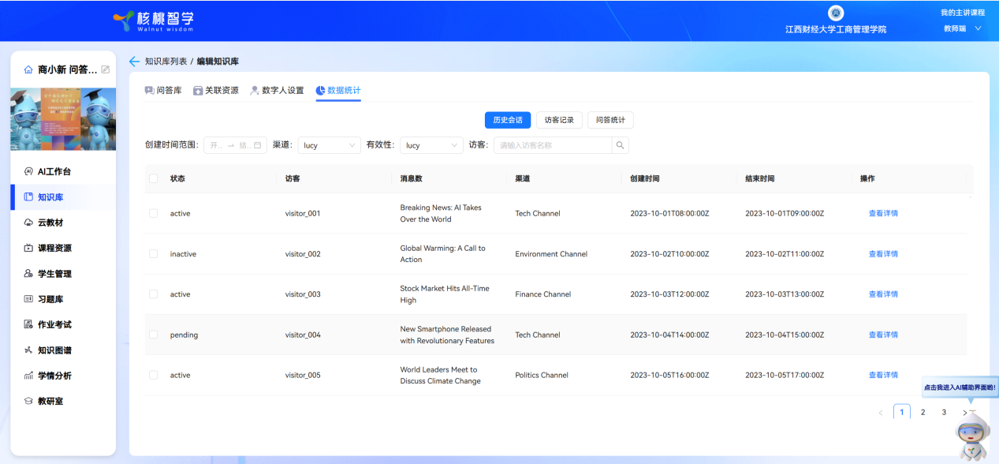 核桃智学
Walnut wisdom
江西财经大学工商管理学院
我的主讲课程
教师端
商小新 问答...
知识库列表 / 编辑知识库
问答库 关联资源 数字人设置 数据统计
历史会话 访客记录 问答统计
创建时间范围: 开.. → 结.. 渠道: lucy 有效性: lucy 访客: 请输入访客名称
AI工作台
知识库
云教材
课程资源
学生管理
习题库
作业考试
知识图谱
学情分析
教研室
状态 访客 消息数 渠道 创建时间 结束时间 操作
active visitor_001 Breaking News: AI Takes
Over the World Tech Channel 2023-10-01T08:00:00Z 2023-10-01T09:00:00Z 查看详情
inactive visitor_002 Global Warming: A Call to
Action Environment Channel 2023-10-02T10:00:00Z 2023-10-02T11:00:00Z 查看详情
active visitor_003 Stock Market Hits All-Time
High Finance Channel 2023-10-03T12:00:00Z 2023-10-03T13:00:00Z 查看详情
pending visitor_004 New Smartphone Released
with Revolutionary Features Tech Channel 2023-10-04T14:00:00Z 2023-10-04T15:00:00Z 查看详情
active visitor_005 World Leaders Meet to
Discuss Climate Change Politics Channel 2023-10-05T16:00:00Z 2023-10-05T17:00:00Z 查看详情
点击我进入AI辅助界面哟!
< 1 2 3 >